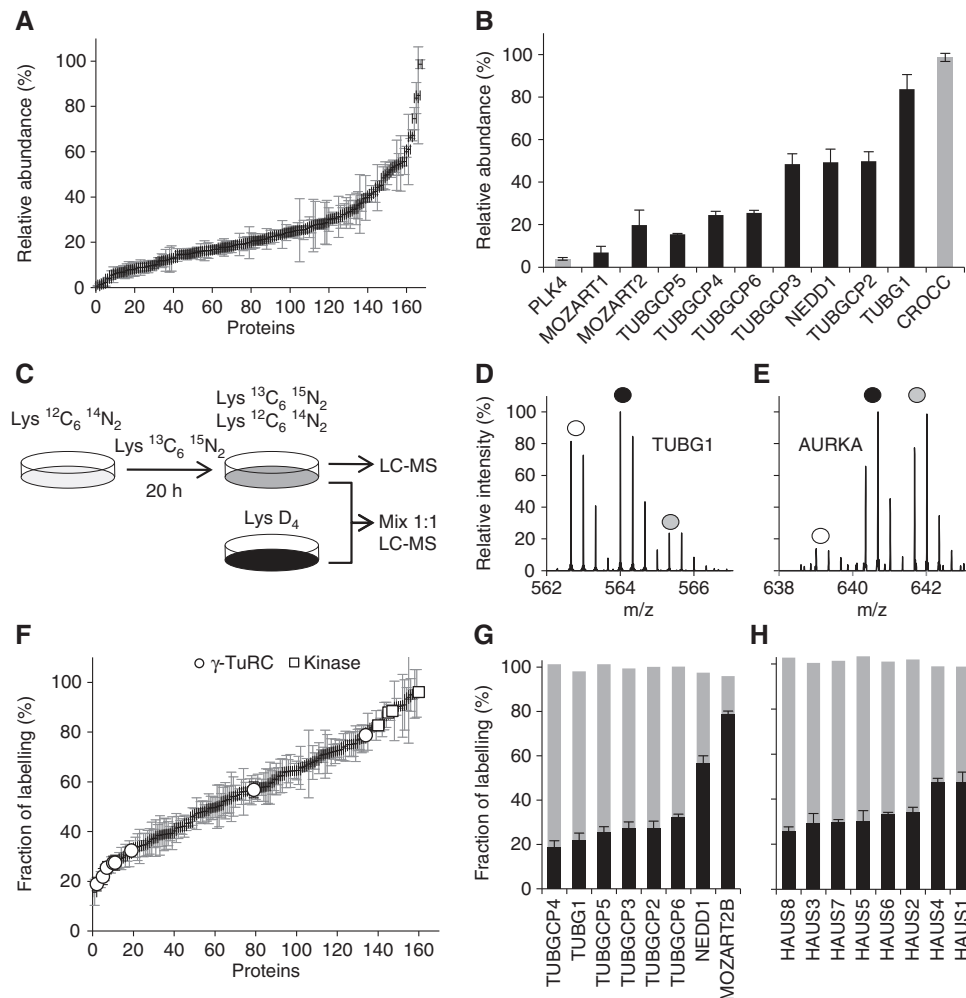 A
Relative abundance (%)
100
80
60
40
20
0
0 20 40 60 80 100 120 140 160
Proteins
B
Relative abundance (%)
100
80
60
40
20
0
PLK4
MOZART1
MOZART2
TUBGCP5
TUBGCP4
TUBGCP6
TUBGCP3
NEDD1
TUBGCP2
TUBG1
CROCC
C
Lys ¹²C₆ ¹⁴N₂
Lys ¹³C₆ ¹⁵N₂
20 h
Lys ¹³C₆ ¹⁵N₂
Lys ¹²C₆ ¹⁴N₂
LC-MS
Lys D₄
Mix 1:1
LC-MS
D
Relative intensity (%)
100
80
60
40
20
0
TUBG1
562 564 566
m/z
E
AURKA
640 642
m/z
F
Fraction of labelling (%)
100
80
60
40
20
0
γ-TuRC Kinase
0 20 40 60 80 100 120 140 160
Proteins
G
Fraction of labelling (%)
100
80
60
40
20
0
TUBGCP4
TUBG1
TUBGCP5
TUBGCP3
TUBGCP2
TUBGCP6
NEDD1
MOZART2B
H
HAUS8
HAUS3
HAUS7
HAUS5
HAUS6
HAUS2
HAUS4
HAUS1